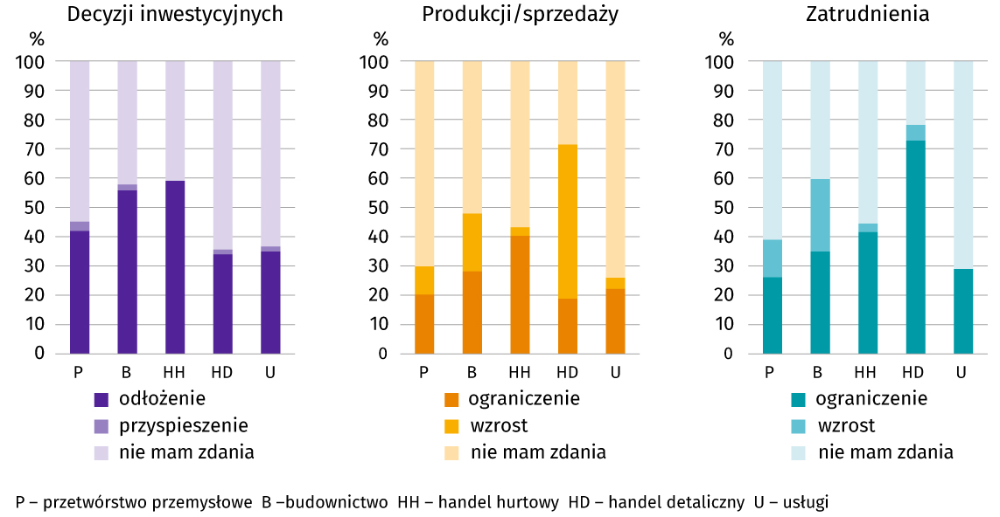 Decyzji inwestycyjnych
%
100
90
80
70
60
50
40
30
20
10
0
P B HH HD U
odłożenie
przyspieszenie
nie mam zdania
Produkcji/sprzedaży
%
100
90
80
70
60
50
40
30
20
10
0
P B HH HD U
ograniczenie
wzrost
nie mam zdania
Zatrudnienia
%
100
90
80
70
60
50
40
30
20
10
0
P B HH HD U
ograniczenie
wzrost
nie mam zdania
P – przetwórstwo przemysłowe B –budownictwo HH – handel hurtowy HD – handel detaliczny U – usługi